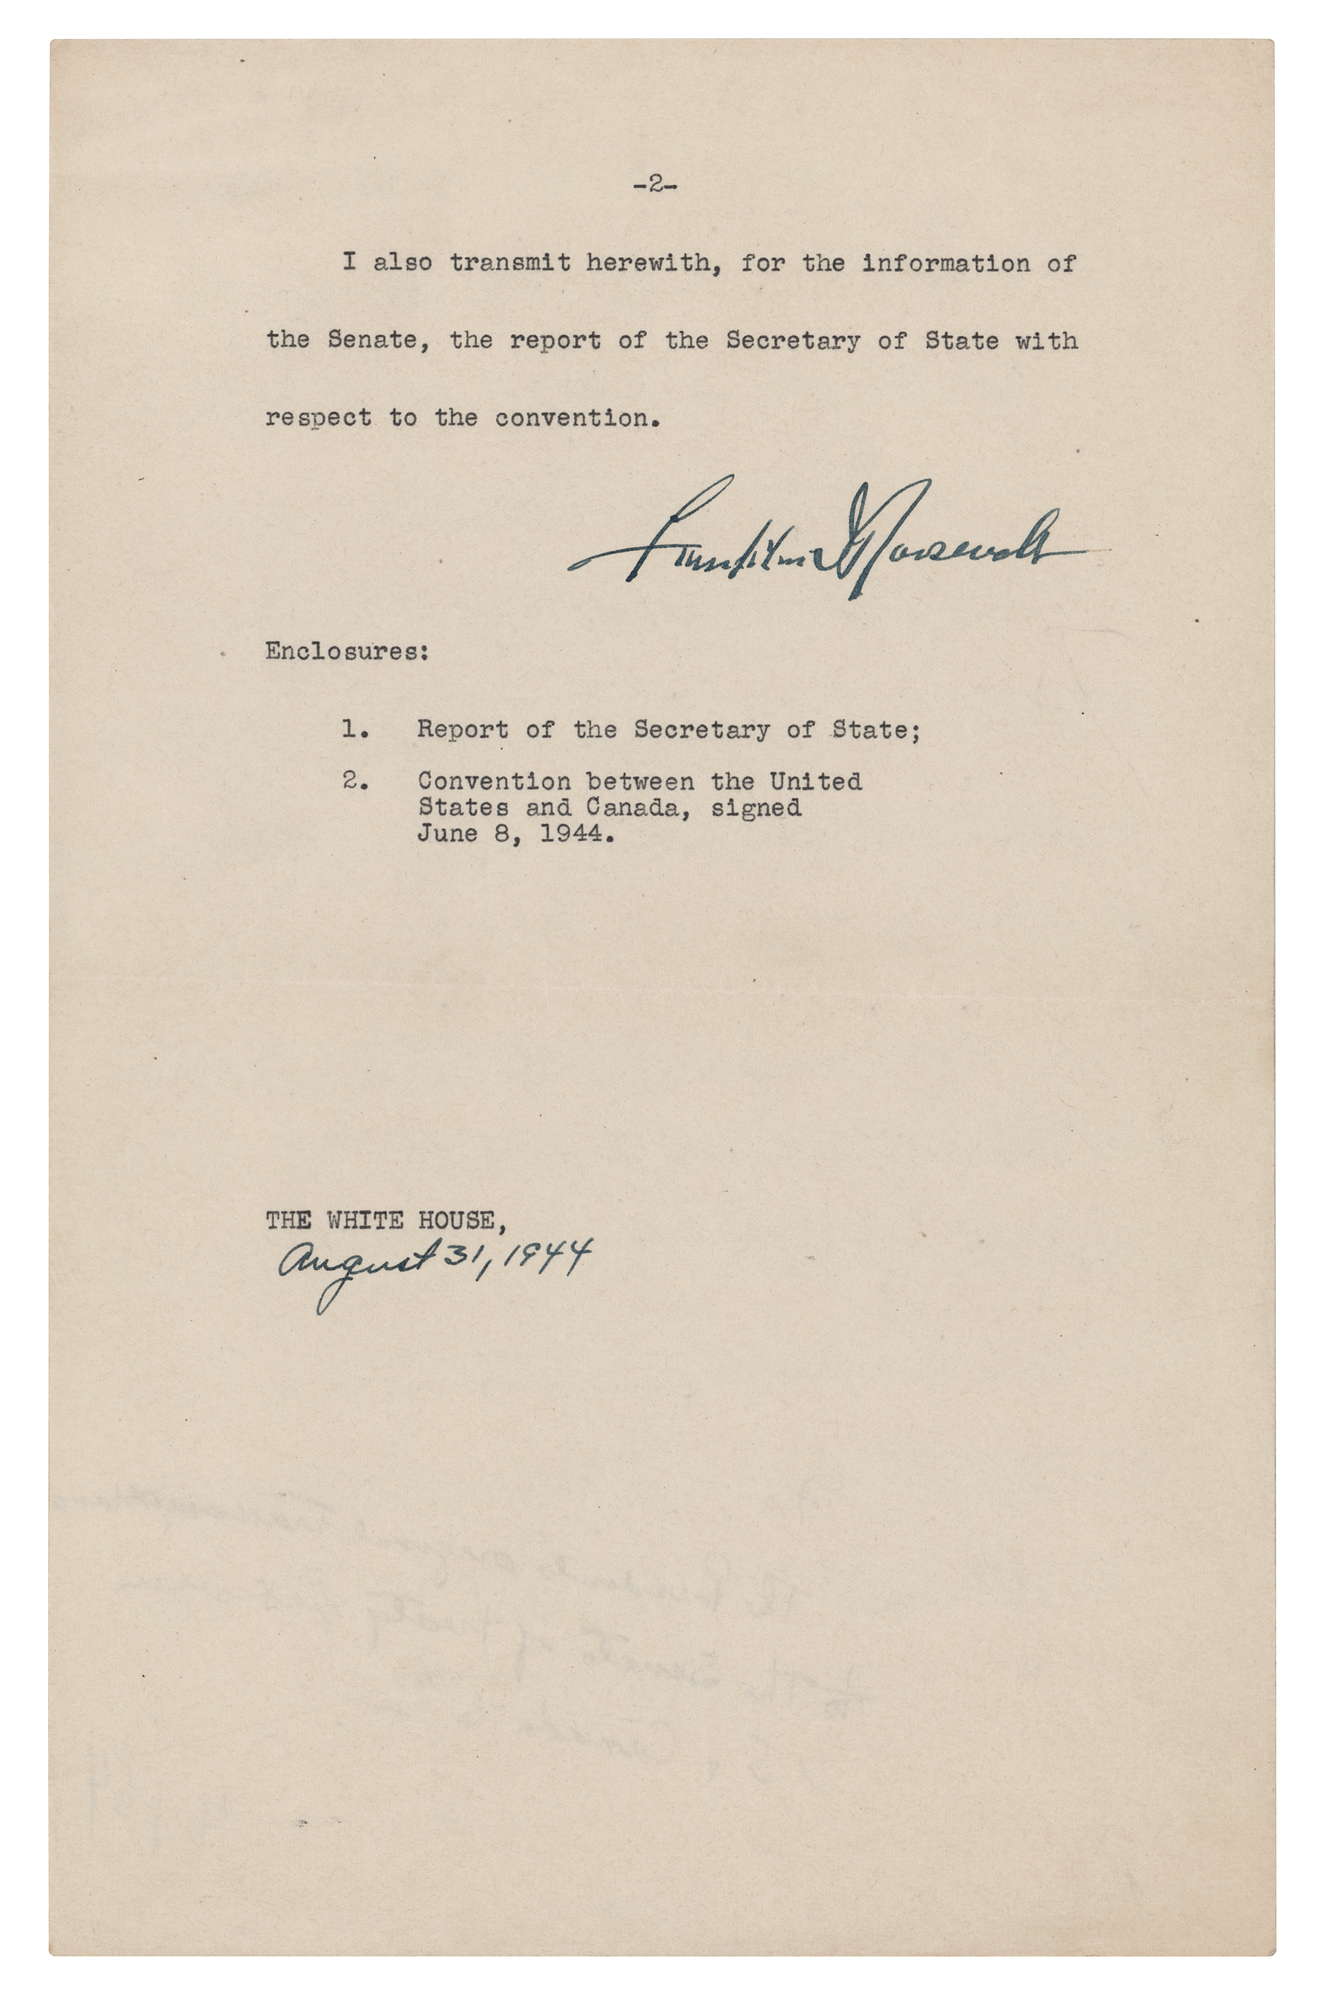 -2-
I also transmit herewith, for the information of
the Senate, the report of the Secretary of State with
respect to the convention.
Franklin D Roosevelt
Enclosures:
1. Report of the Secretary of State;
2. Convention between the United
States and Canada, signed
June 8, 1944.
THE WHITE HOUSE,
August 31, 1944